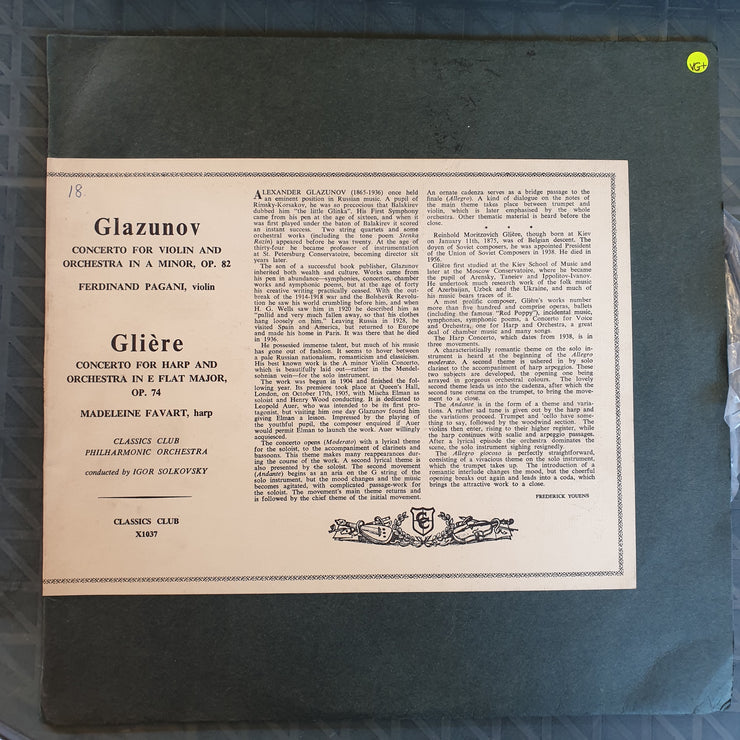 VG+
18.
Glazunov
CONCERTO FOR VIOLIN AND
ORCHESTRA IN A MINOR, OP. 82
FERDINAND PAGANI, violin
Glière
CONCERTO FOR HARP AND
ORCHESTRA IN E FLAT MAJOR,
OP. 74
MADELEINE FAVART, harp
CLASSICS CLUB
PHILHARMONIC ORCHESTRA
conducted by IGOR SOLKOVSKY
CLASSICS CLUB
X1037
ALEXANDER GLAZUNOV (1865-1936) once held
an eminent position in Russian music. A pupil of
Rimsky-Korsakov, he was so precocious that Balakirev
dubbed him "the little Glinka". His First Symphony
came from his pen at the age of sixteen, and when it
was first played under the baton of Balakirev it scored
an instant success. Two string quartets and some
orchestral works (including the tone poem Stenka
Razin) appeared before he was twenty. At the age of
thirty-four he became professor of instrumentation
at St. Petersburg Conservatoire, becoming director six
years later.
The son of a successful book publisher, Glazunov
inherited both wealth and culture. Works came from
his pen in abundance—symphonies, concertos, chamber
works and symphonic poems, but at the age of forty
his creative writing practically ceased. With the out-
break of the 1914-1918 war and the Bolshevik Revolu-
tion he saw his world crumbling before him, and when
H. G. Wells saw him in 1920 he described him as
"pallid and very much fallen away, so that his clothes
hang loosely on him." Leaving Russia in 1928, he
visited Spain and America, but returned to Europe
and made his home in Paris. It was there that he died
in 1936.
He possessed immense talent, but much of his music
has gone out of fashion. It seems to hover between
a pale Russian nationalism, romanticism and classicism.
His best known work is the A minor Violin Concerto,
which is beautifully laid out—rather in the Mendel-
sohnian vein—for the solo instrument.
The work was begun in 1904 and finished the fol-
lowing year. Its premiere took place at Queen's Hall,
London, on October 17th, 1905, with Mischa Elman as
soloist and Henry Wood conducting. It is dedicated to
Leopold Auer, who was intended to be its first pro-
tagonist, but visiting him one day Glazunov found him
giving Elman a lesson. Impressed by the playing of
the youthful pupil, the composer enquired if Auer
would permit Elman to launch the work. Auer willingly
acquiesced.
The concerto opens (Moderato) with a lyrical theme
for the soloist, to the accompaniment of clarinets and
bassoons. This theme makes many reappearances dur-
ing the course of the work. A second lyrical theme is
also presented by the soloist. The second movement
(Andante) begins as an aria on the G string of the
solo instrument, but the mood changes and the music
becomes agitated, with complicated passage-work for
the soloist. The movement's main theme returns and
is followed by the chief theme of the initial movement.
An ornate cadenza serves as a bridge passage to the
finale (Allegro). A kind of dialogue on the notes of
the main theme takes place between trumpet and
violin, which is later emphasised by the whole
orchestra. Other thematic material is heard before the
close.
* * *
Reinhold Moritzovich Glière, though born at Kiev
on January 11th, 1875, was of Belgian descent. The
doyen of Soviet composers, he was appointed President
of the Union of Soviet Composers in 1938. He died in
1956.
Glière first studied at the Kiev School of Music and
later at the Moscow Conservatoire, where he became
the pupil of Arensky, Taneiev and Ippolitov-Ivanov.
He undertook much research work of the folk music
of Azerbaijan, Uzbek and the Ukraine, and much of
his music bears traces of it.
A most prolific composer, Glière's works number
more than five hundred and comprise operas, ballets
(including the famous "Red Poppy"), incidental music,
symphonies, symphonic poems, a Concerto for Voice
and Orchestra, one for Harp and Orchestra, a great
deal of chamber music and many songs.
The Harp Concerto, which dates from 1938, is in
three movements.
A characteristically romantic theme on the solo in-
strument is heard at the beginning of the Allegro
moderato. A second theme is ushered in by solo
clarinet to the accompaniment of harp arpeggios. These
two subjects are developed, the opening one being
arrayed in gorgeous orchestral colours. The lovely
second theme leads us into the cadenza, after which the
second tune returns on the trumpet, to bring the move-
ment to a close.
The Andante is in the form of a theme and varia-
tions. A rather sad tune is given out by the harp and
the variations proceed. Trumpet and 'cello have some-
thing to say, followed by the woodwind section. The
violins then enter, rising to their higher register, while
the harp continues with scale and arpeggio passages.
After a lyrical episode the orchestra dominates the
scene, the solo instrument sighing resignedly.
The Allegro giocoso is perfectly straightforward,
consisting of a vivacious theme on the solo instrument,
which the trumpet takes up. The introduction of a
romantic interlude changes the mood, but the cheerful
opening breaks out again and leads into a coda, which
brings the attractive work to a close.
FREDERICK YOUENS
CC